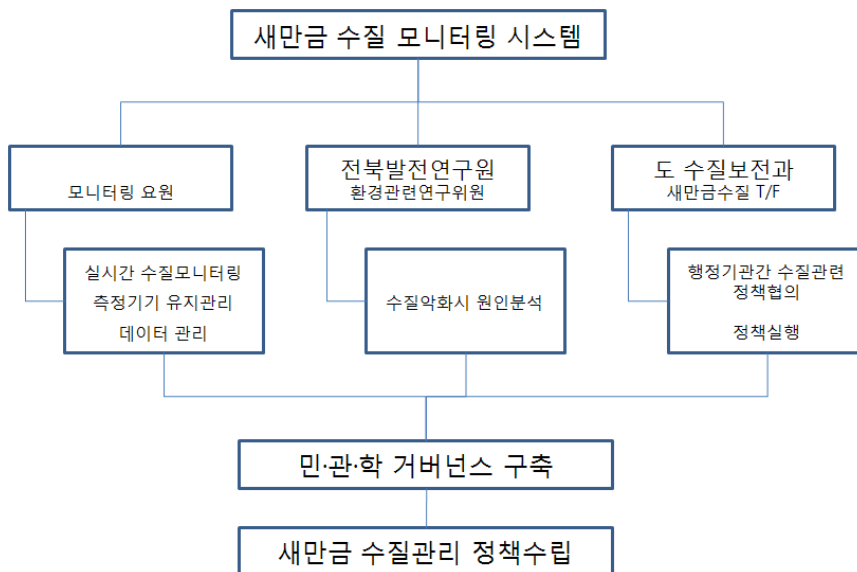 새만금 수질 모니터링 시스템
모니터링 요원
전북발전연구원
환경관련연구위원
도 수질보전과
새만금수질 T/F
실시간 수질모니터링
측정기기 유지관리
데이터 관리
수질악화시 원인분석
행정기관간 수질관련
정책협의
정책실행
민·관·학 거버넌스 구축
새만금 수질관리 정책수립